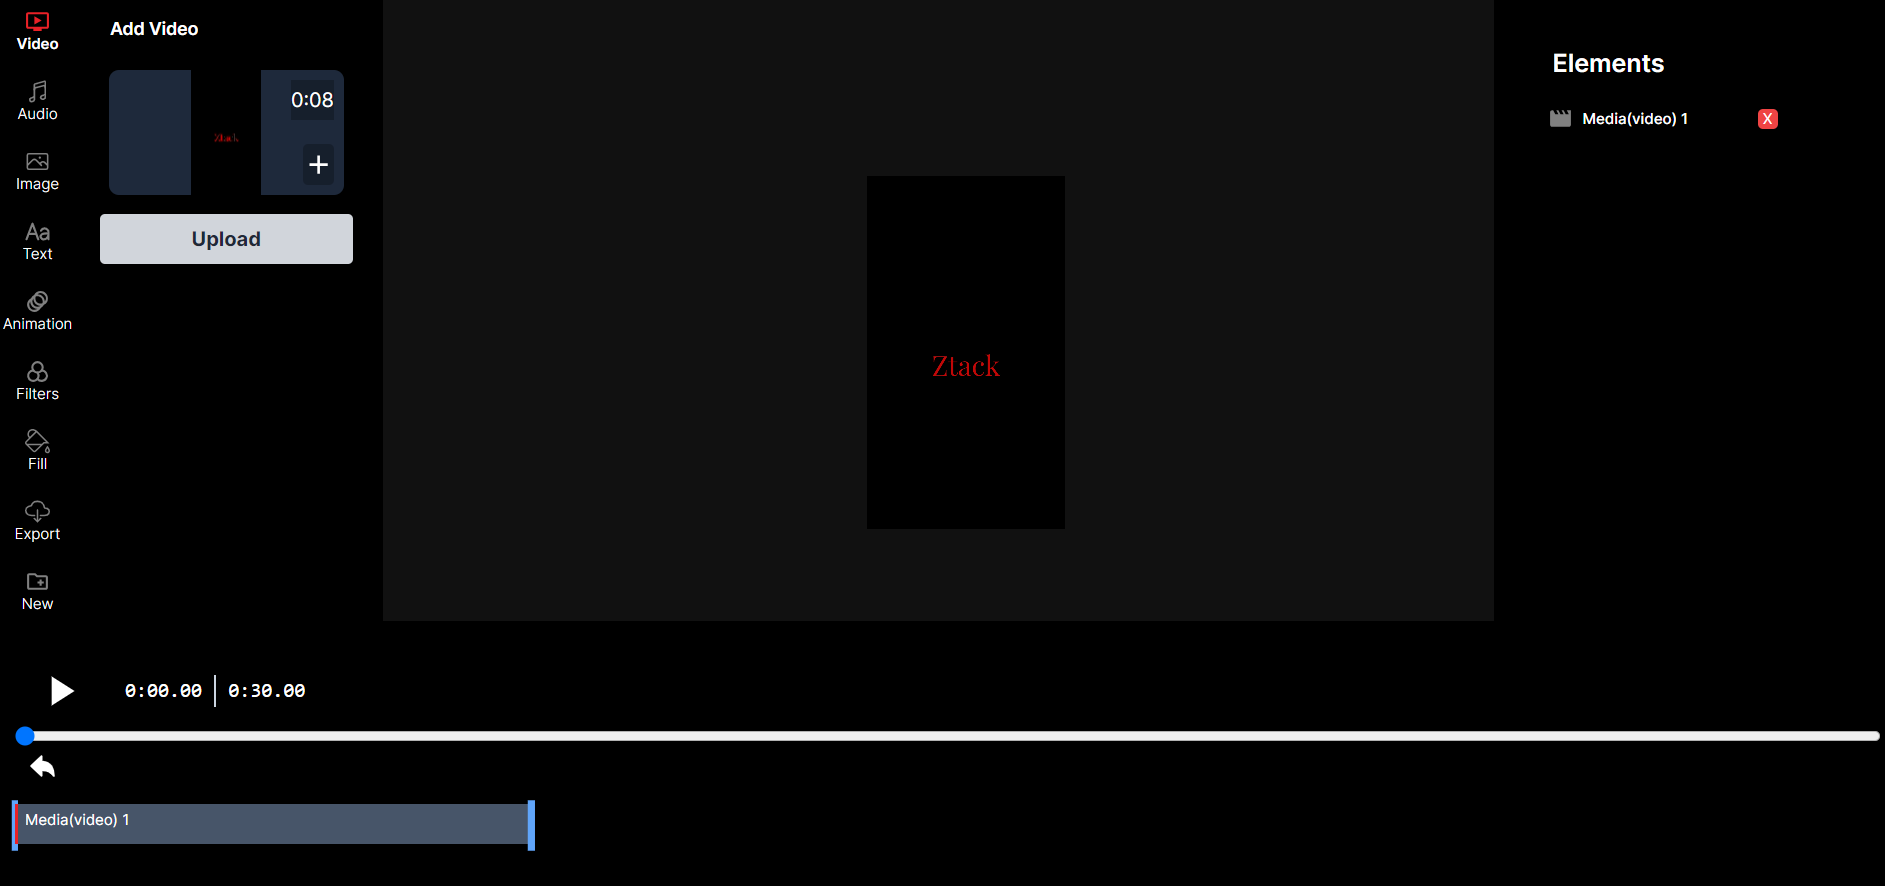 Video
Audio
Image
Text
Animation
Filters
Fill
Export
New
Add Video
0:08
Ztack
+
Upload
Ztack
Elements
Media(video) 1
X
0:00.00
0:30.00
Media(video) 1
Aa